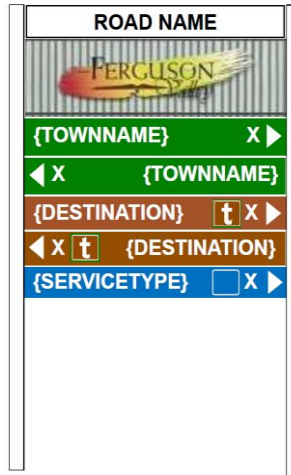 ROAD NAME
FERGUSON
Valley
{TOWNNAME} X
X {TOWNNAME}
{DESTINATION} t X
X t {DESTINATION}
{SERVICETYPE} X